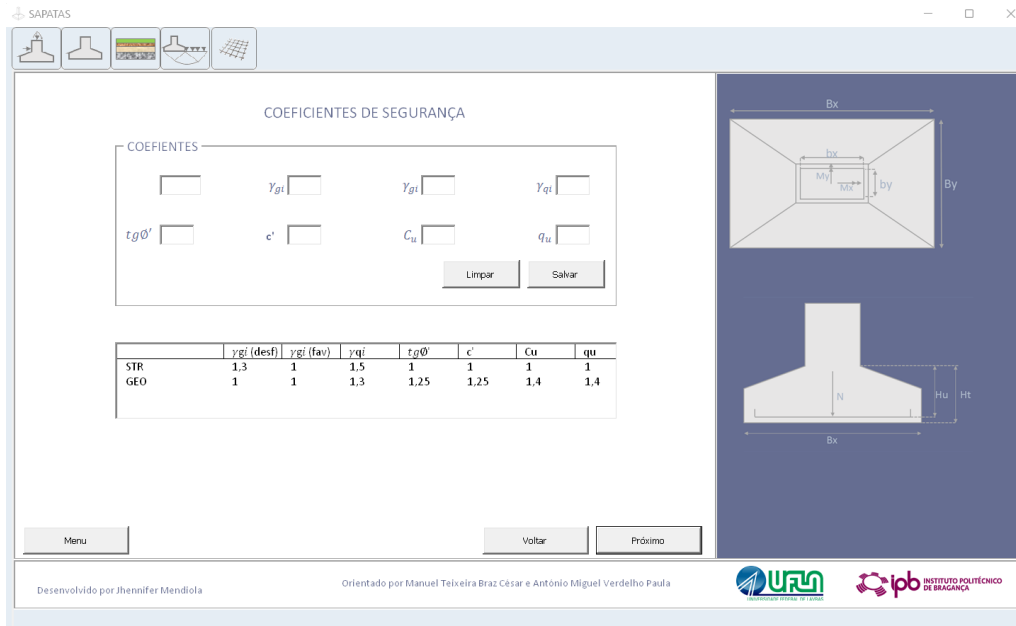 SAPATAS
COEFICIENTES DE SEGURANÇA
COEFIENTES
γgi γgi γqi
tgØ' c' Cu qu
Limpar Salvar
γgi (desf) γgi (fav) γqi tgØ' c' Cu qu
STR 1,3 1 1,5 1 1 1 1
GEO 1 1 1,3 1,25 1,25 1,4 1,4
Menu Voltar Próximo
Bx
bx
My
Mx by By
N Hu Ht
Bx
Desenvolvido por Jhennifer Mendiola
Orientado por Manuel Teixeira Braz César e António Miguel Verdelho Paula
UFLA
UNIVERSIDADE FEDERAL DE LAVRAS
ipb INSTITUTO POLITÉCNICO
DE BRAGANÇA